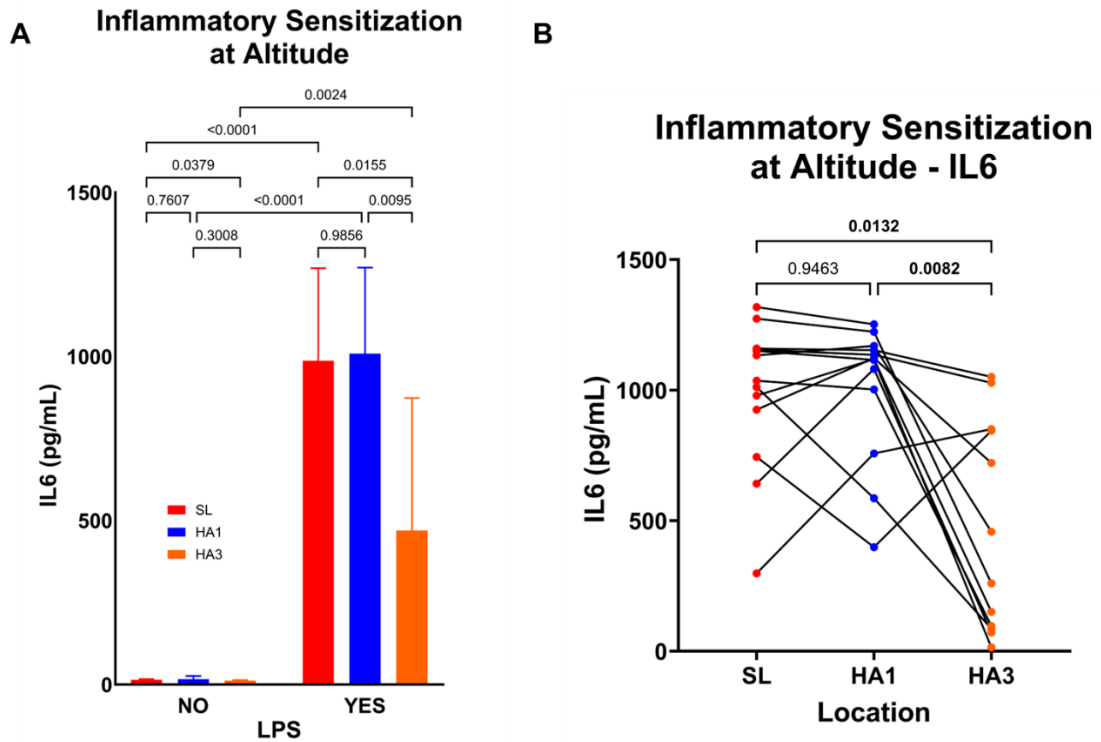 A
Inflammatory Sensitization
at Altitude
0.0024
<0.0001
0.0379
0.0155
0.7607
<0.0001
0.0095
0.3008
0.9856
1500
1000
500
0
IL6 (pg/mL)
SL
HA1
HA3
NO
YES
LPS
B
Inflammatory Sensitization
at Altitude - IL6
0.0132
0.9463
0.0082
1500
1000
500
0
IL6 (pg/mL)
SL
HA1
HA3
Location